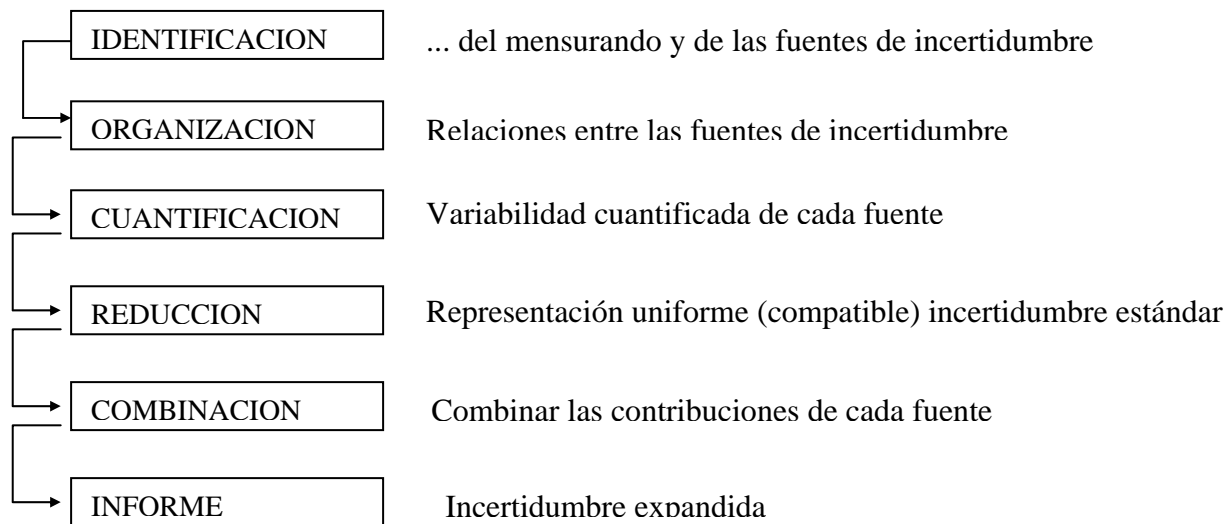 IDENTIFICACION ... del mensurando y de las fuentes de incertidumbre
ORGANIZACION Relaciones entre las fuentes de incertidumbre
CUANTIFICACION Variabilidad cuantificada de cada fuente
REDUCCION Representación uniforme (compatible) incertidumbre estándar
COMBINACION Combinar las contribuciones de cada fuente
INFORME Incertidumbre expandida